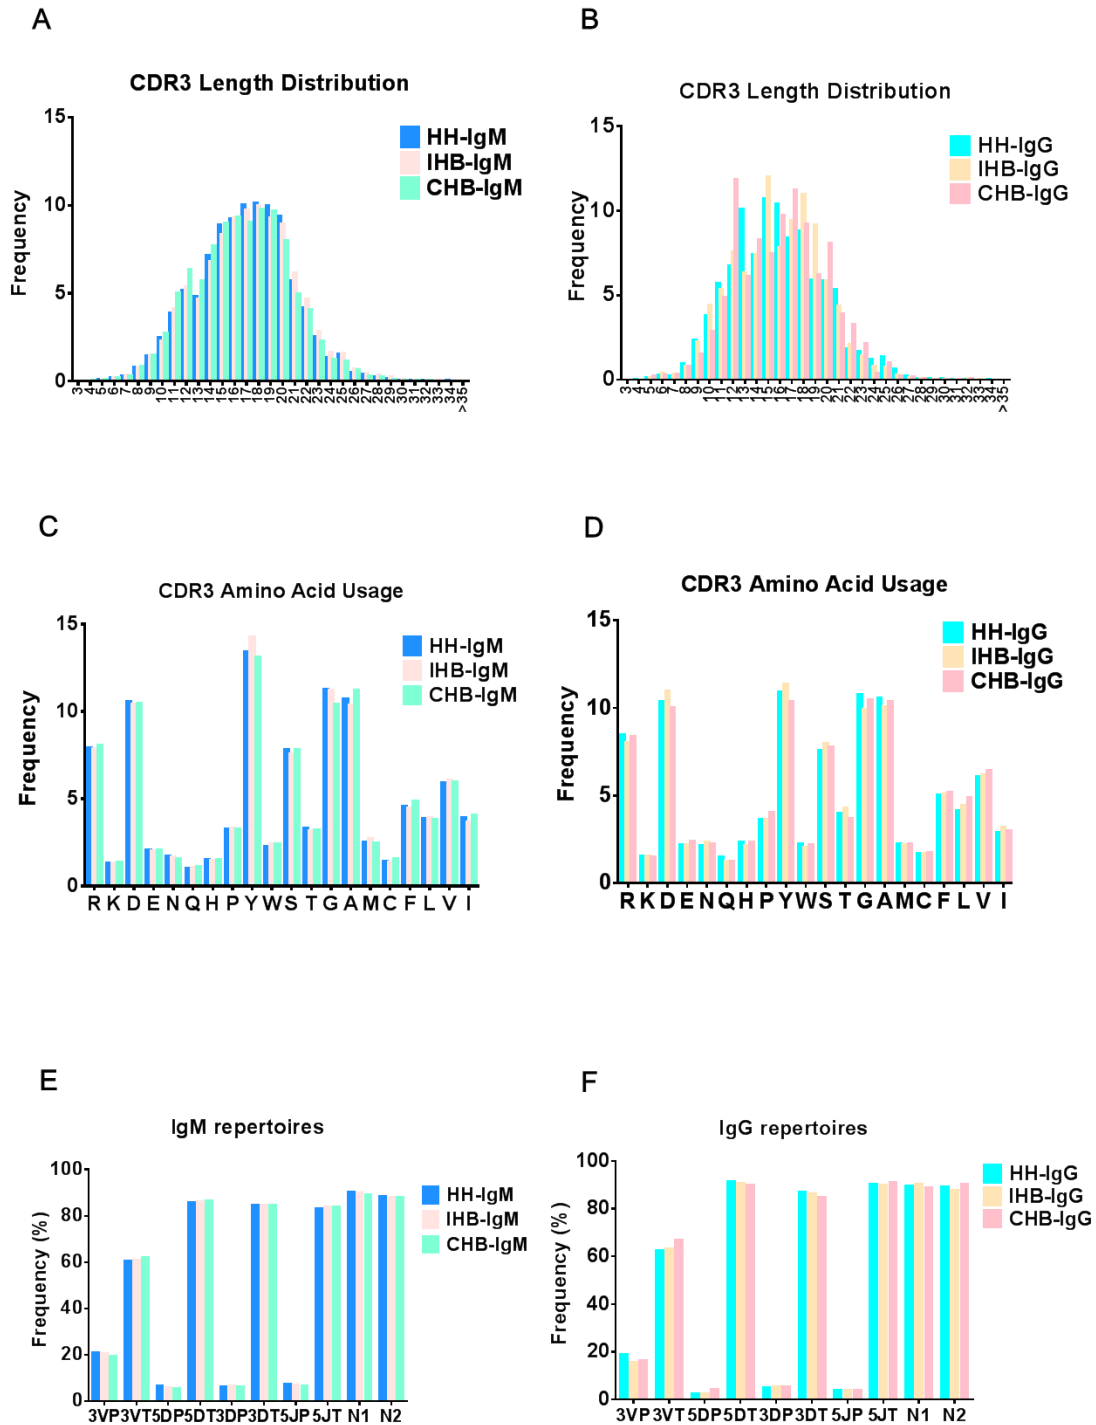 A
CDR3 Length Distribution
Frequency
15
10
5
0
HH-IgM
IHB-IgM
CHB-IgM
3 4 5 6 7 8 9 10 11 12 13 14 15 16 17 18 19 20 21 22 23 24 25 26 27 28 29 30 31 32 33 34 >35
B
CDR3 Length Distribution
Frequency
15
10
5
0
HH-IgG
IHB-IgG
CHB-IgG
3 4 5 6 7 8 9 10 11 12 13 14 15 16 17 18 19 20 21 22 23 24 25 26 27 28 29 30 31 32 33 34 >35
C
CDR3 Amino Acid Usage
Frequency
15
10
5
0
HH-IgM
IHB-IgM
CHB-IgM
R K D E N Q H P Y W S T G A M C F L V I
D
CDR3 Amino Acid Usage
Frequency
15
10
5
0
HH-IgG
IHB-IgG
CHB-IgG
R K D E N Q H P Y W S T G A M C F L V I
E
IgM repertoires
Frequency (%)
100
80
60
40
20
0
HH-IgM
IHB-IgM
CHB-IgM
3VP 3VT 5DP 5DT 3DP 3DT 5JP 5JT N1 N2
F
IgG repertoires
Frequency (%)
100
80
60
40
20
0
HH-IgG
IHB-IgG
CHB-IgG
3VP 3VT 5DP 5DT 3DP 3DT 5JP 5JT N1 N2